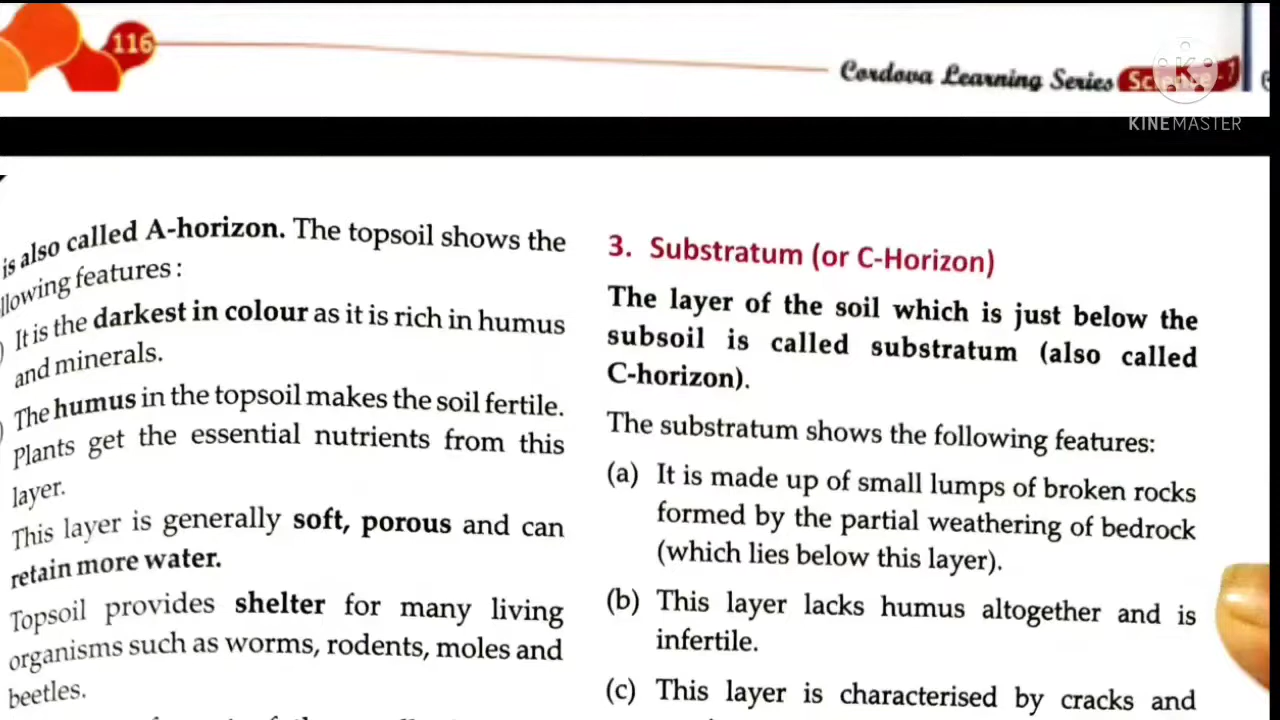 116
Cordova Learning Series Science-7
KINEMASTER
is also called A-horizon. The topsoil shows the
llowing features :
) It is the darkest in colour as it is rich in humus
and minerals.
) The humus in the topsoil makes the soil fertile.
Plants get the essential nutrients from this
layer.
This layer is generally soft, porous and can
retain more water.
Topsoil provides shelter for many living
organisms such as worms, rodents, moles and
beetles.
3. Substratum (or C-Horizon)
The layer of the soil which is just below the
subsoil is called substratum (also called
C-horizon).
The substratum shows the following features:
(a) It is made up of small lumps of broken rocks
formed by the partial weathering of bedrock
(which lies below this layer).
(b) This layer lacks humus altogether and is
infertile.
(c) This layer is characterised by cracks and